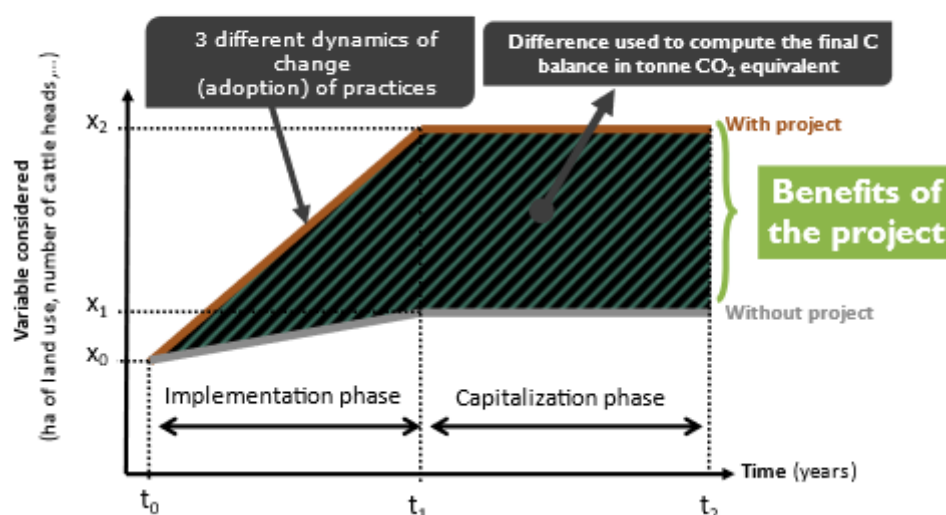 3 different dynamics of
change
(adoption) of practices
Difference used to compute the final C
balance in tonne CO₂ equivalent
Variable considered
(ha of land use, number of cattle heads,...)
X₂
X₁
X₀
With project
Benefits of
the project
Without project
Implementation phase
Capitalization phase
Time (years)
t₀
t₁
t₂